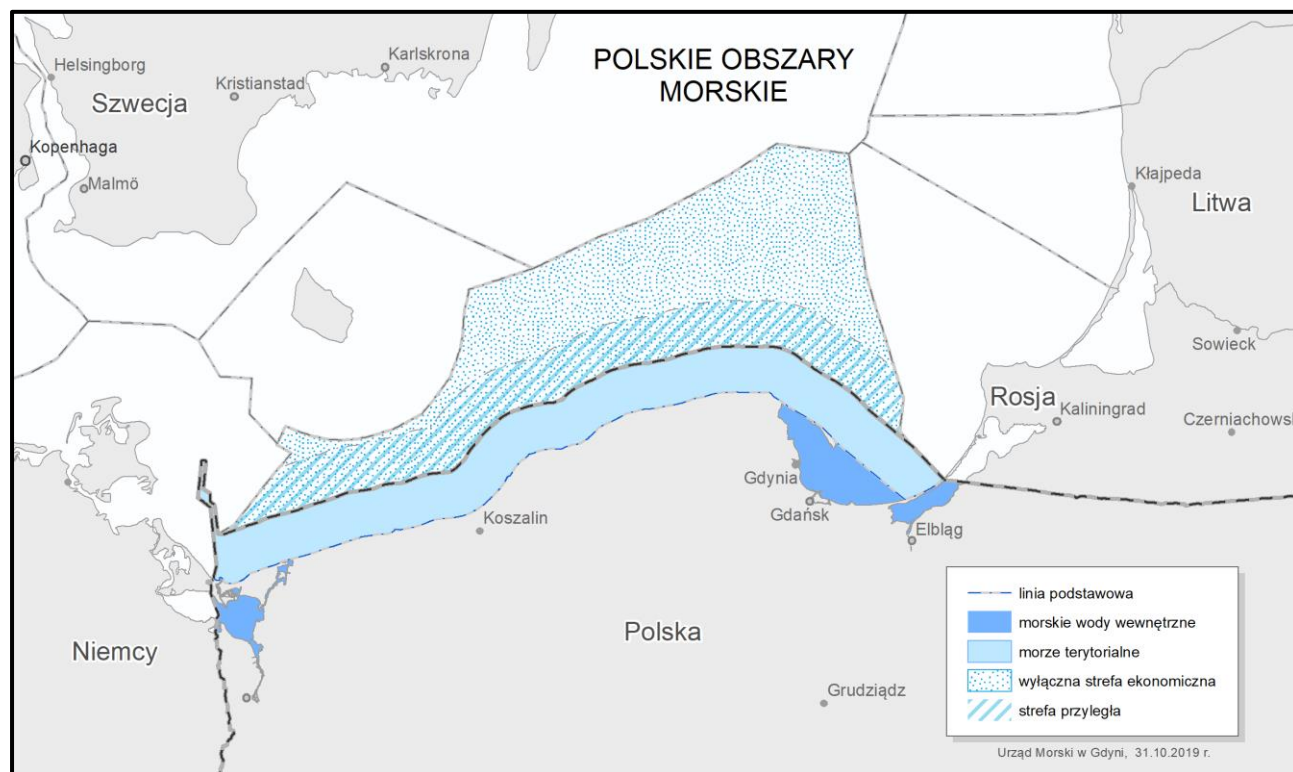 POLSKIE OBSZARY
MORSKIE
Helsingborg
Karlskrona
Kristianstad
Szwecja
Kopenhaga
Malmö
Kłajpeda
Litwa
Sowieck
Rosja
Kaliningrad
Czerniachowsk
Gdynia
Gdańsk
Elbląg
Koszalin
Polska
Niemcy
Grudziądz
linia podstawowa
morskie wody wewnętrzne
morze terytorialne
wyłączna strefa ekonomiczna
strefa przyległa
Urząd Morski w Gdyni, 31.10.2019 r.